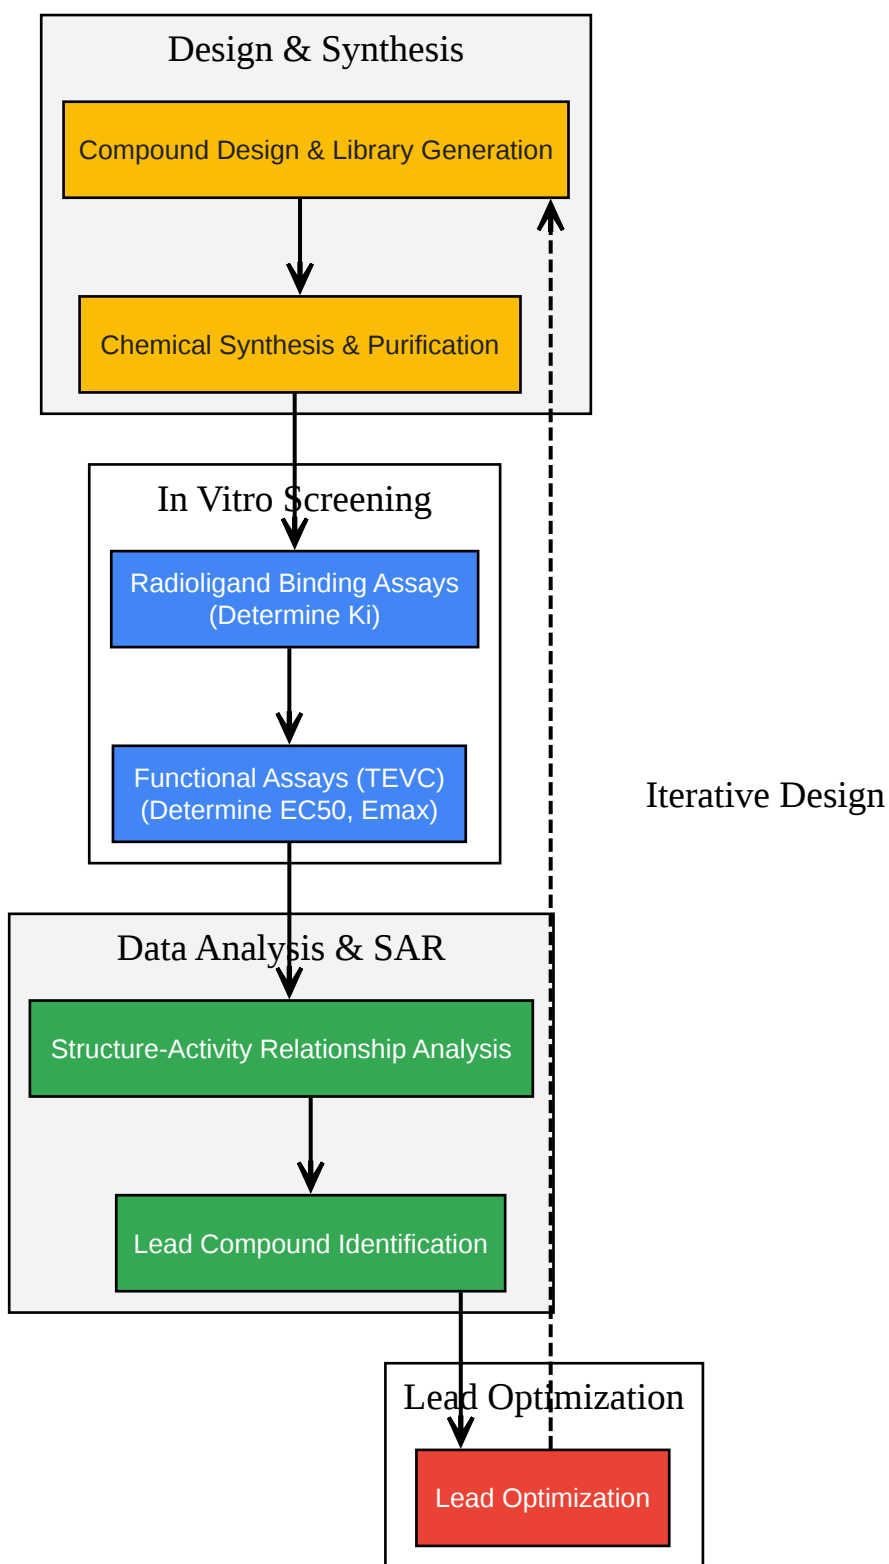 Design & Synthesis
Compound Design & Library Generation
Chemical Synthesis & Purification
In Vitro Screening
Radioligand Binding Assays
(Determine Ki)
Functional Assays (TEVC)
(Determine EC50, Emax)
Iterative Design
Data Analysis & SAR
Structure-Activity Relationship Analysis
Lead Compound Identification
Lead Optimization
Lead Optimization